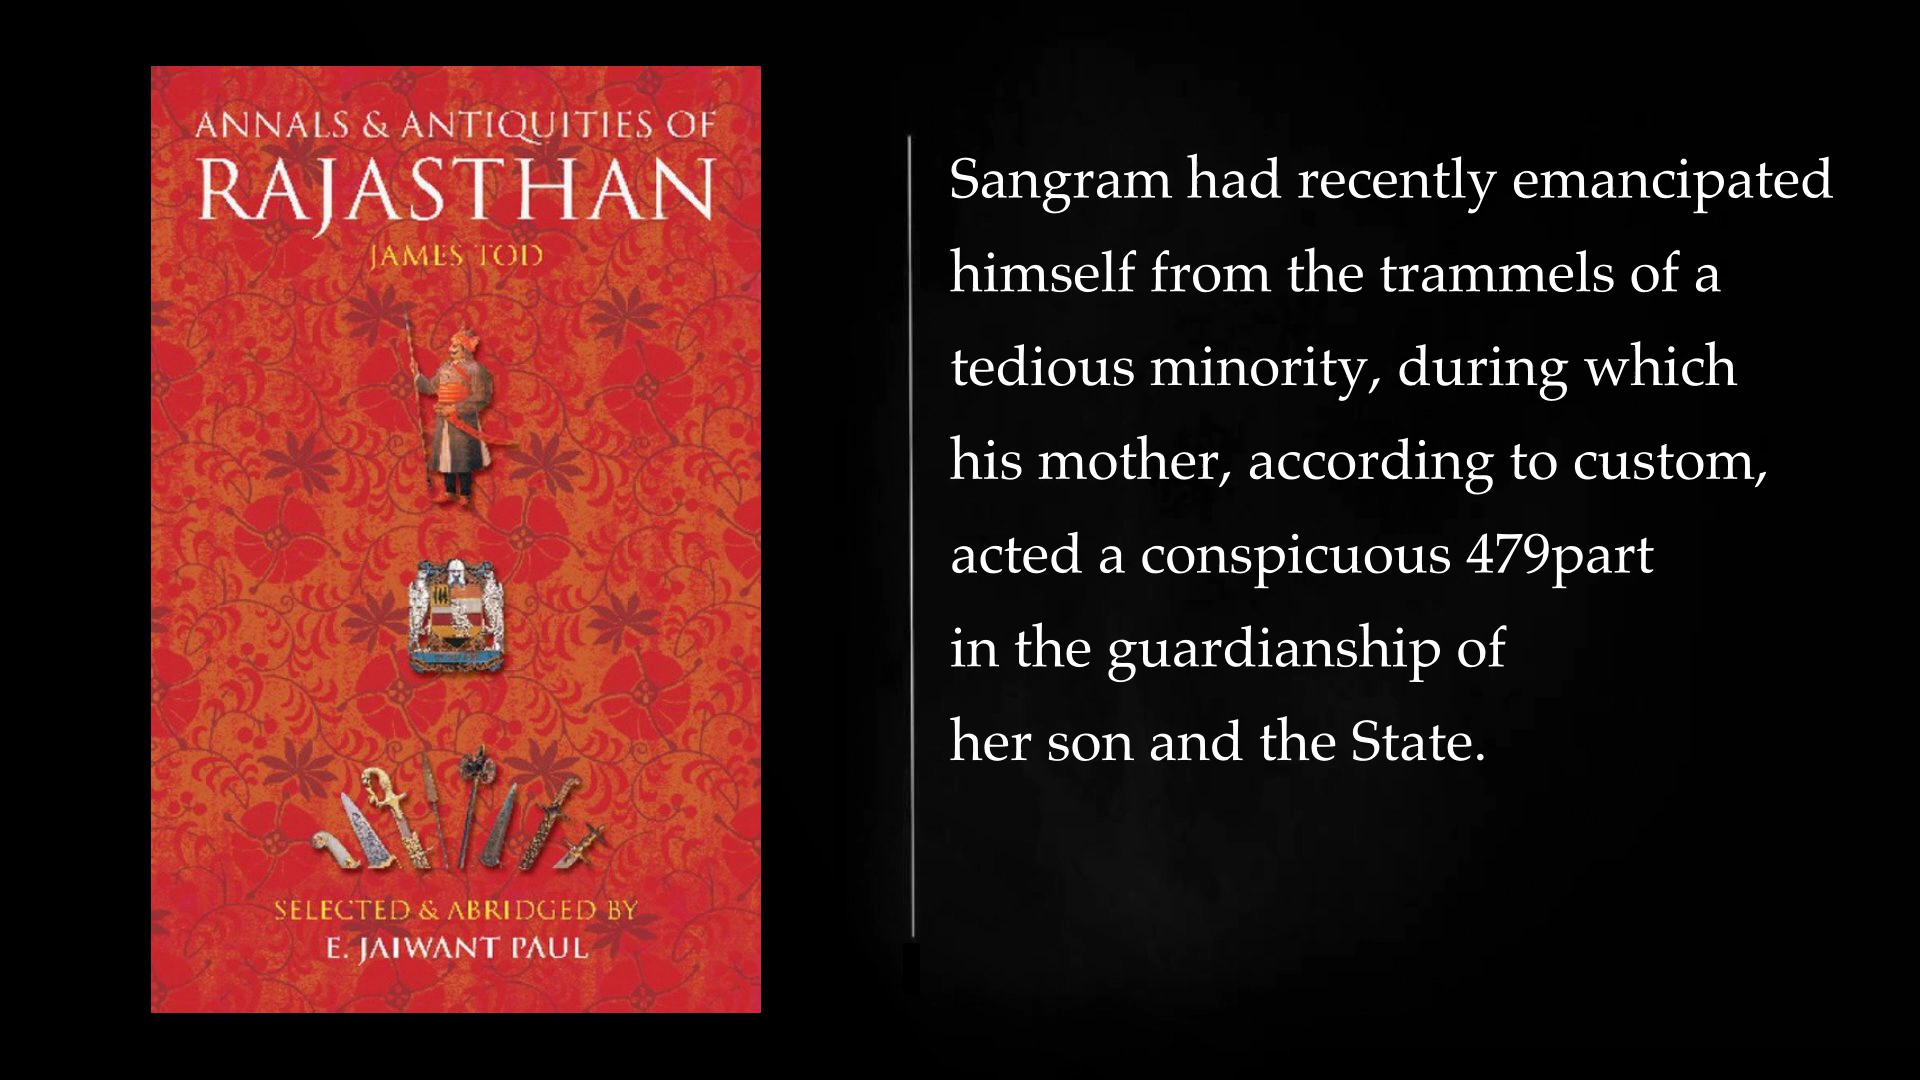 ANNALS & ANTIQUITIES OF
RAJASTHAN
JAMES TOD
SELECTED & ABRIDGED BY
E. JAIWANT PAUL
Sangram had recently emancipated
himself from the trammels of a
tedious minority, during which
his mother, according to custom,
acted a conspicuous 479part
in the guardianship of
her son and the State.